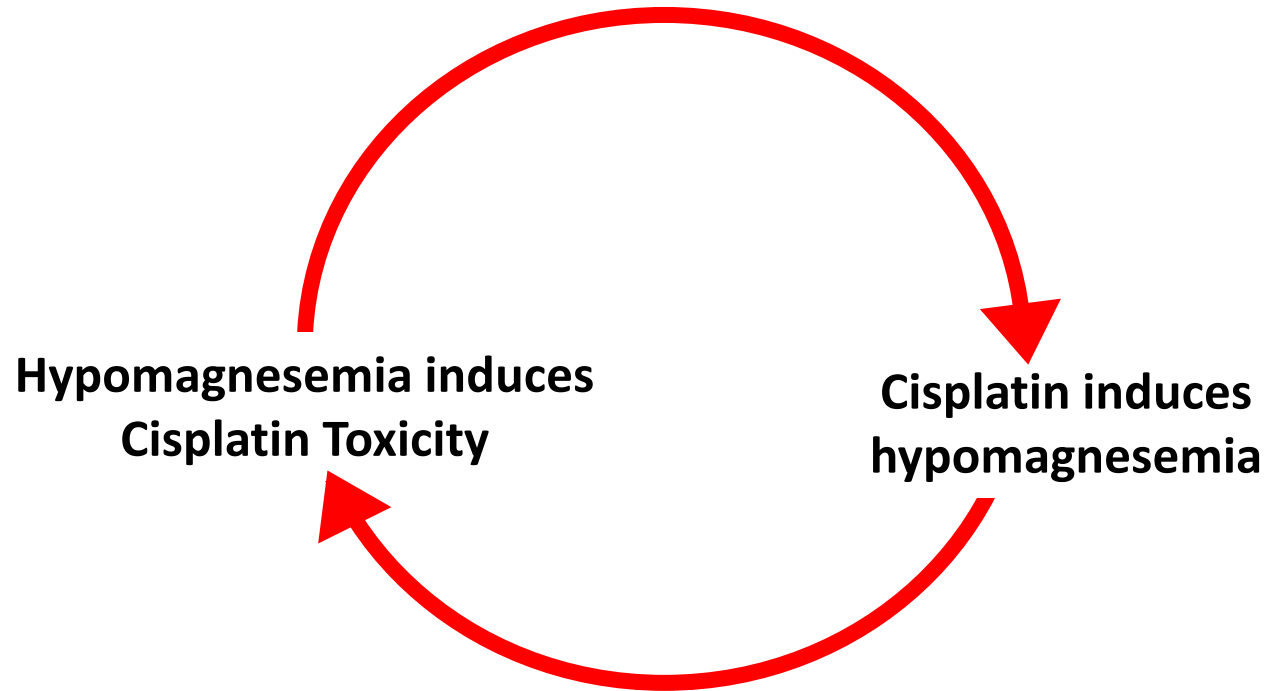 Hypomagnesemia induces
Cisplatin Toxicity
Cisplatin induces
hypomagnesemia